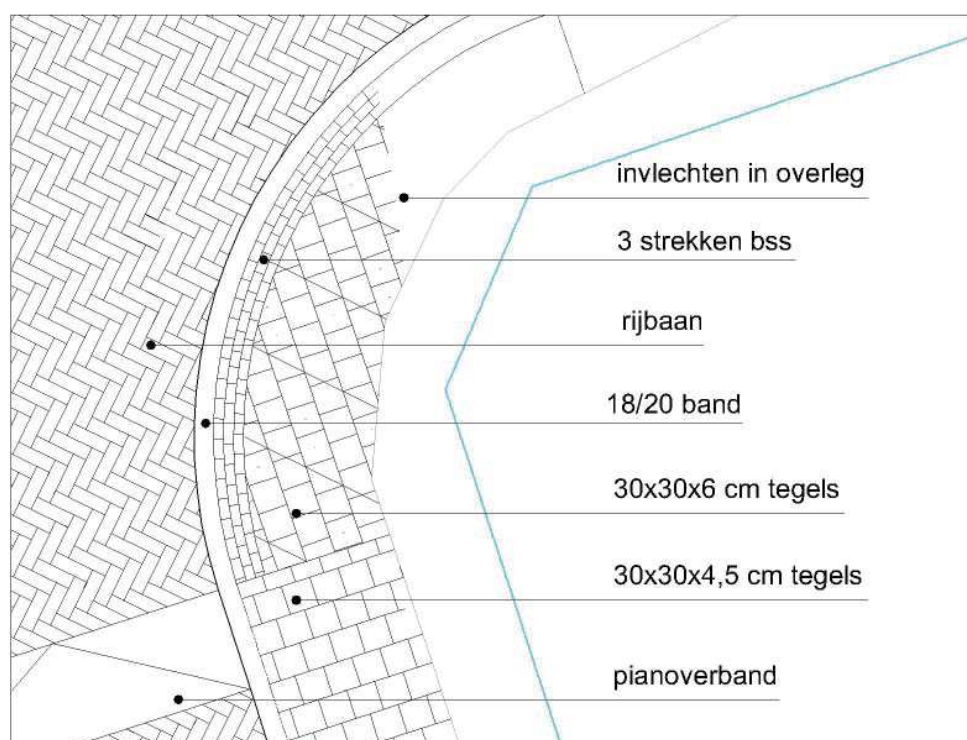 invlechten in overleg
3 strekken bss
rijbaan
18/20 band
30x30x6 cm tegels
30x30x4,5 cm tegels
pianoverband